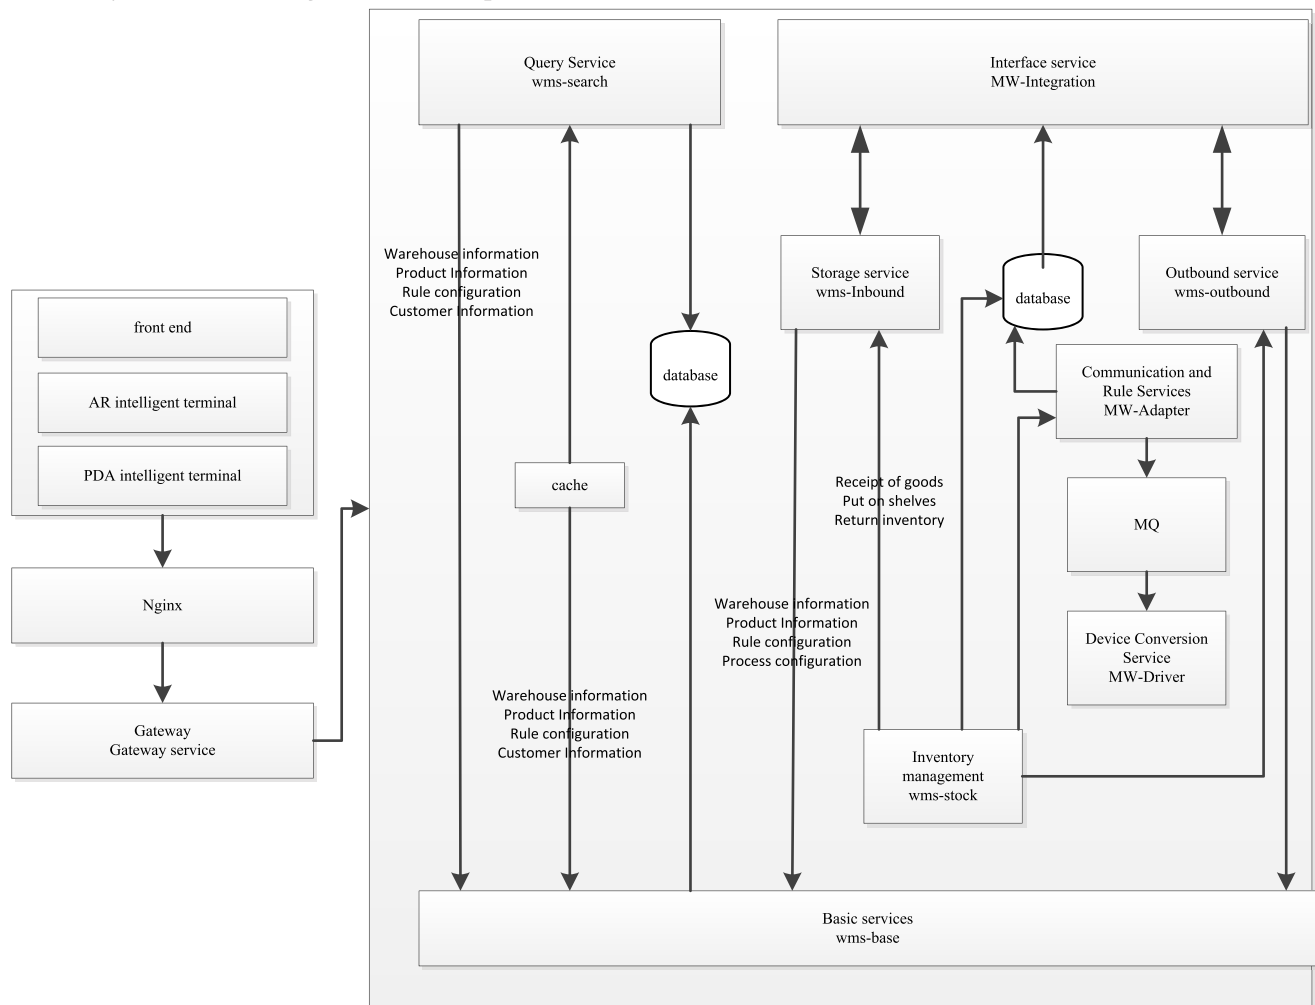 Query Service
wms-search
Interface service
MW-Integration
Warehouse information
Product Information
Rule configuration
Customer Information
Storage service
wms-Inbound
database
Outbound service
wms-outbound
front end
AR intelligent terminal
PDA intelligent terminal
database
Communication and
Rule Services
MW-Adapter
cache
Receipt of goods
Put on shelves
Return inventory
MQ
Nginx
Warehouse information
Product Information
Rule configuration
Process configuration
Device Conversion
Service
MW-Driver
Gateway
Gateway service
Warehouse information
Product Information
Rule configuration
Customer Information
Inventory
management
wms-stock
Basic services
wms-base